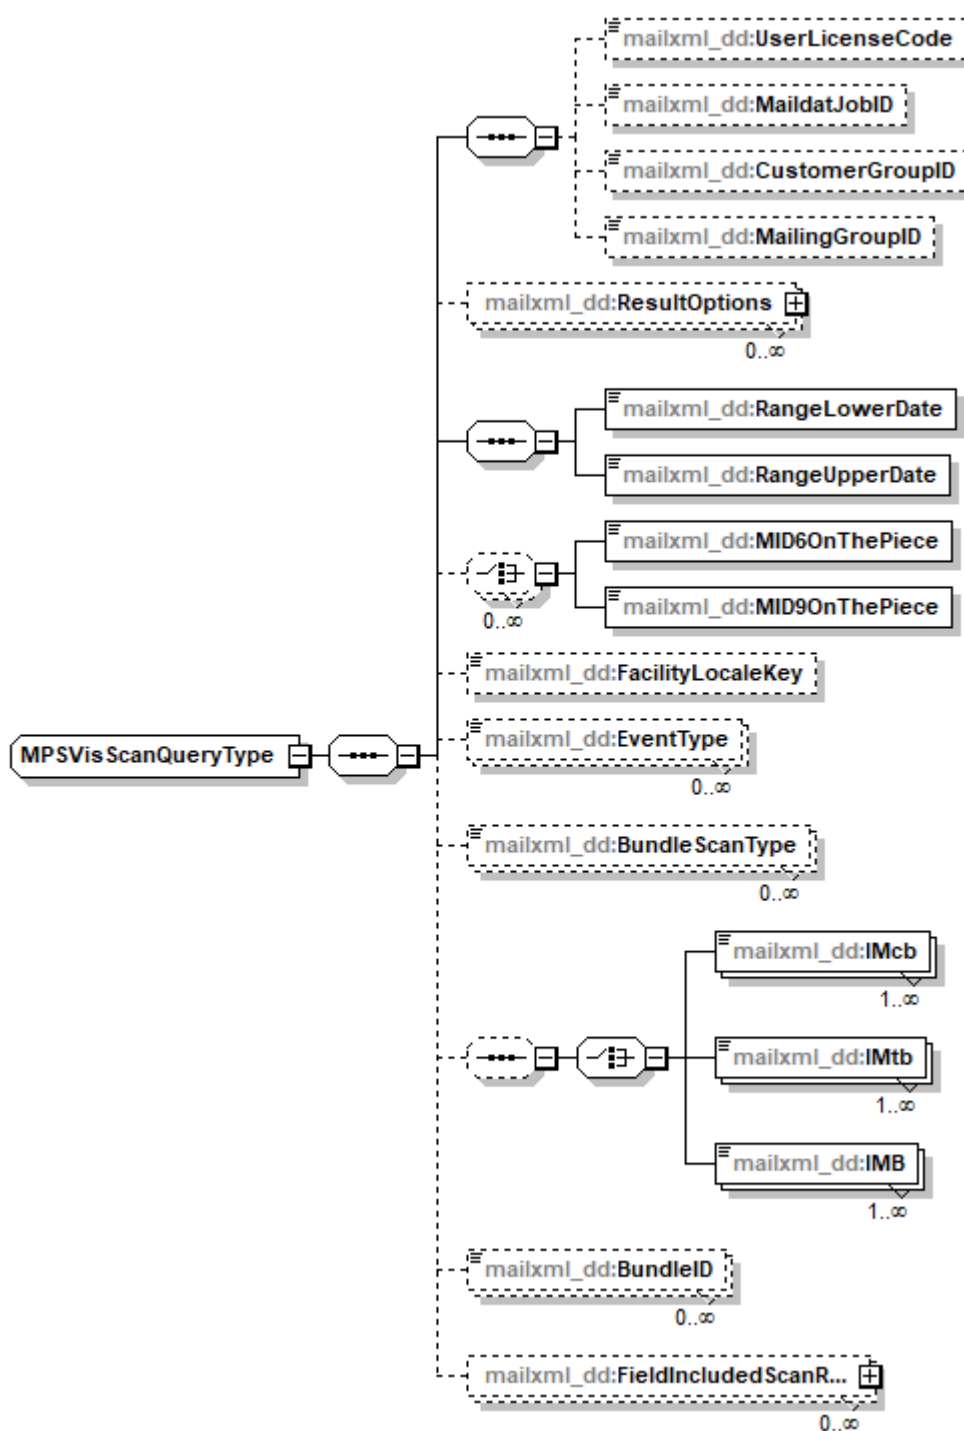 mailxml_dd:UserLicenseCode
mailxml_dd:MaildatJobID
mailxml_dd:CustomerGroupID
mailxml_dd:MailingGroupID
mailxml_dd:ResultOptions
0..∞
mailxml_dd:RangeLowerDate
mailxml_dd:RangeUpperDate
mailxml_dd:MID6OnThePiece
0..∞
mailxml_dd:MID9OnThePiece
mailxml_dd:FacilityLocaleKey
MPSVisScanQueryType
mailxml_dd:EventType
0..∞
mailxml_dd:BundleScanType
0..∞
mailxml_dd:IMcb
1..∞
mailxml_dd:IMtb
1..∞
mailxml_dd:IMB
1..∞
mailxml_dd:BundleID
0..∞
mailxml_dd:FieldIncludedScanR...
0..∞